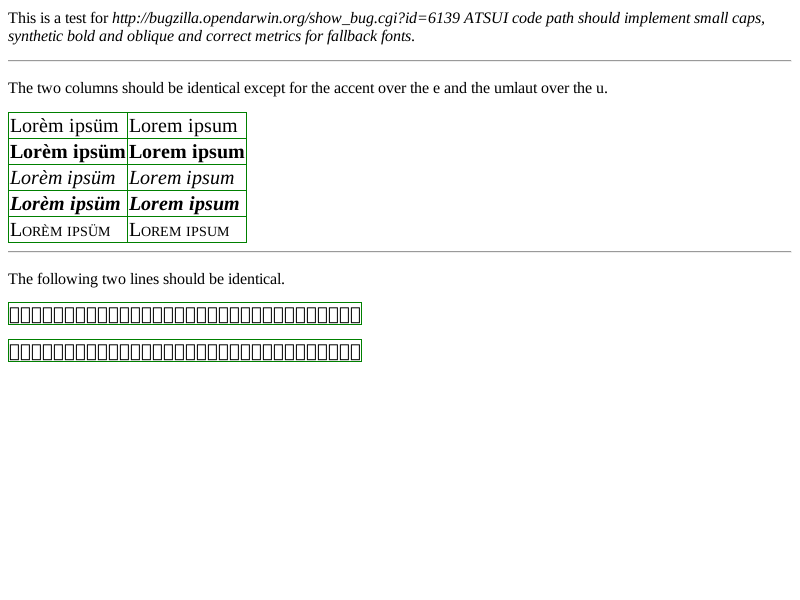 This is a test for http://bugzilla.opendarwin.org/show_bug.cgi?id=6139 ATSUI code path should implement small caps,
synthetic bold and oblique and correct metrics for fallback fonts.
The two columns should be identical except for the accent over the e and the umlaut over the u.
Lorèm ipsüm Lorem ipsum
Lorèm ipsüm Lorem ipsum
Lorèm ipsüm Lorem ipsum
Lorèm ipsüm Lorem ipsum
Lorèm ipsüm Lorem ipsum
The following two lines should be identical.